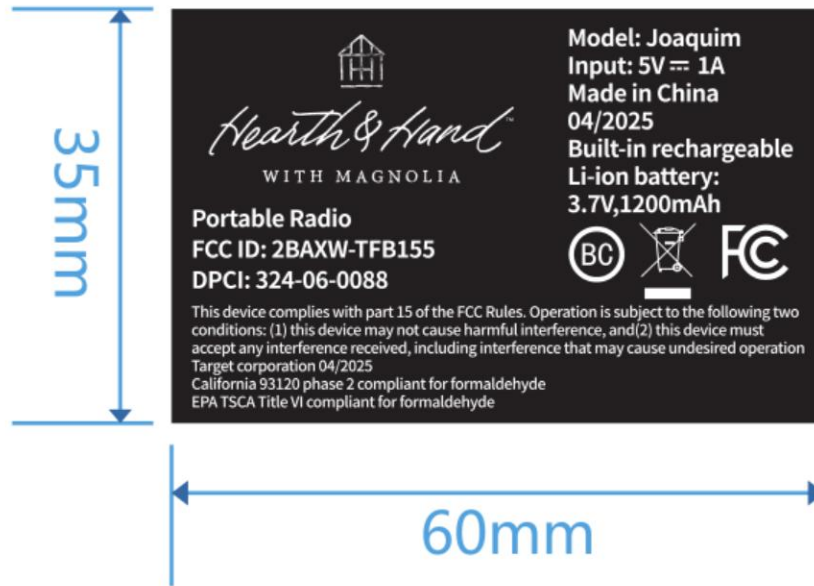 35mm
Hearth & Hand™
WITH MAGNOLIA
Portable Radio
FCC ID: 2BAXW-TFB155
DPCI: 324-06-0088
Model: Joaquim
Input: 5V ⎓ 1A
Made in China
04/2025
Built-in rechargeable
Li-ion battery:
3.7V,1200mAh
BC
FC
This device complies with part 15 of the FCC Rules. Operation is subject to the following two
conditions: (1) this device may not cause harmful interference, and(2) this device must
accept any interference received, including interference that may cause undesired operation
Target corporation 04/2025
California 93120 phase 2 compliant for formaldehyde
EPA TSCA Title VI compliant for formaldehyde
60mm